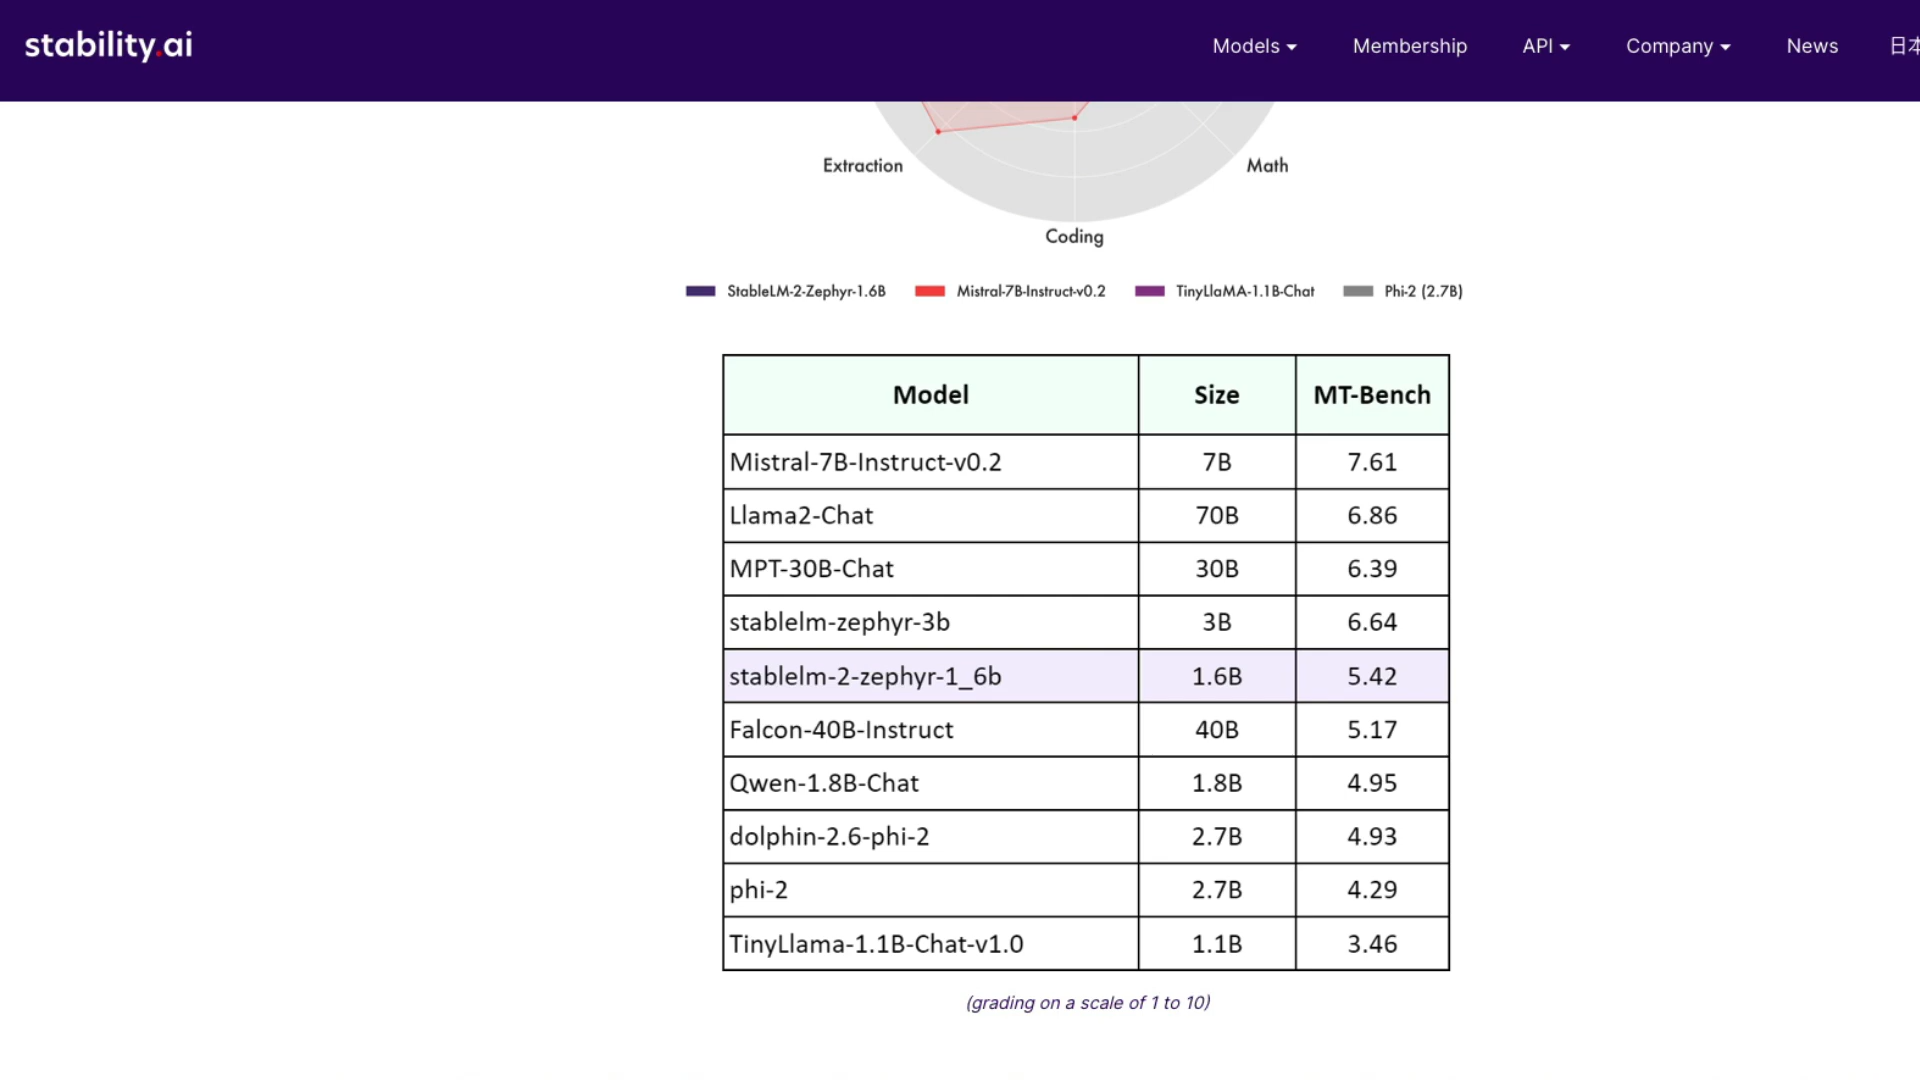 stability.ai
Models
Membership
API
Company
News
日本
Extraction
Math
Coding
StableLM-2-Zephyr-1.6B
Mistral-7B-Instruct-v0.2
TinyLlaMA-1.1B-Chat
Phi-2 (2.7B)
Model Size MT-Bench
Mistral-7B-Instruct-v0.2 7B 7.61
Llama2-Chat 70B 6.86
MPT-30B-Chat 30B 6.39
stablelm-zephyr-3b 3B 6.64
stablelm-2-zephyr-1_6b 1.6B 5.42
Falcon-40B-Instruct 40B 5.17
Qwen-1.8B-Chat 1.8B 4.95
dolphin-2.6-phi-2 2.7B 4.93
phi-2 2.7B 4.29
TinyLlama-1.1B-Chat-v1.0 1.1B 3.46
(grading on a scale of 1 to 10)